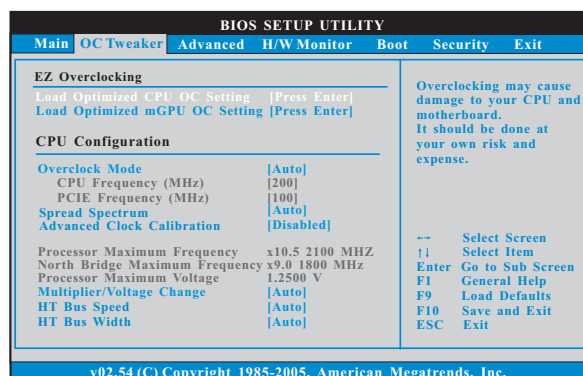 BIOS SETUP UTILITY
Main OC Tweaker Advanced H/W Monitor Boot Security Exit
EZ Overclocking
Load Optimized CPU OC Setting [Press Enter]
Load Optimized mGPU OC Setting [Press Enter]
CPU Configuration
Overclock Mode [Auto]
CPU Frequency (MHz) [200]
PCIE Frequency (MHz) [100]
Spread Spectrum [Auto]
Advanced Clock Calibration [Disabled]
Processor Maximum Frequency x10.5 2100 MHZ
North Bridge Maximum Frequency x9.0 1800 MHz
Processor Maximum Voltage 1.2500 V
Multiplier/Voltage Change [Auto]
HT Bus Speed [Auto]
HT Bus Width [Auto]
Overclocking may cause
damage to your CPU and
motherboard.
It should be done at
your own risk and
expense.
←→ Select Screen
↑↓ Select Item
Enter Go to Sub Screen
F1 General Help
F9 Load Defaults
F10 Save and Exit
ESC Exit
v02.54 (C) Copyright 1985-2005, American Megatrends, Inc.